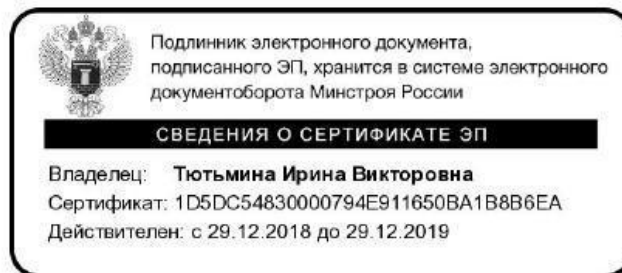 Подлинник электронного документа,
подписанного ЭП, хранится в системе электронного
документоборота Минстроя России
СВЕДЕНИЯ О СЕРТИФИКАТЕ ЭП
Владелец: Тютьмина Ирина Викторовна
Сертификат: 1D5DC54830000794E911650BA1B8B6EA
Действителен: с 29.12.2018 до 29.12.2019